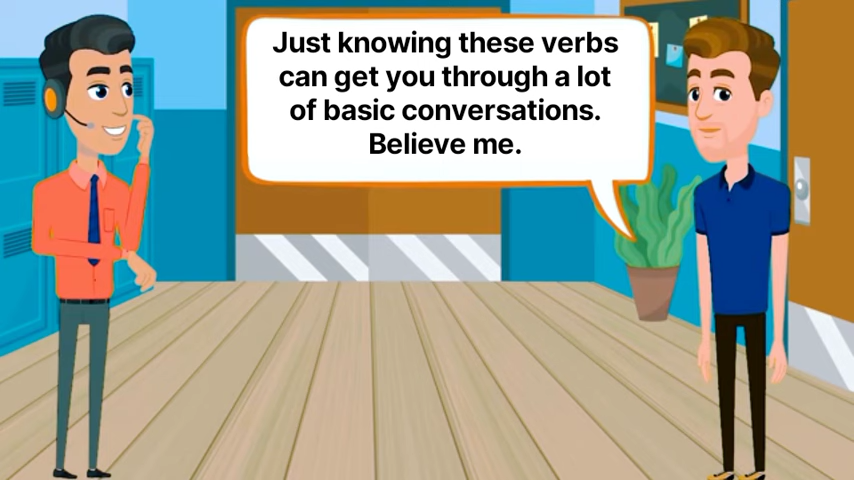 Just knowing these verbs
can get you through a lot
of basic conversations.
Believe me.